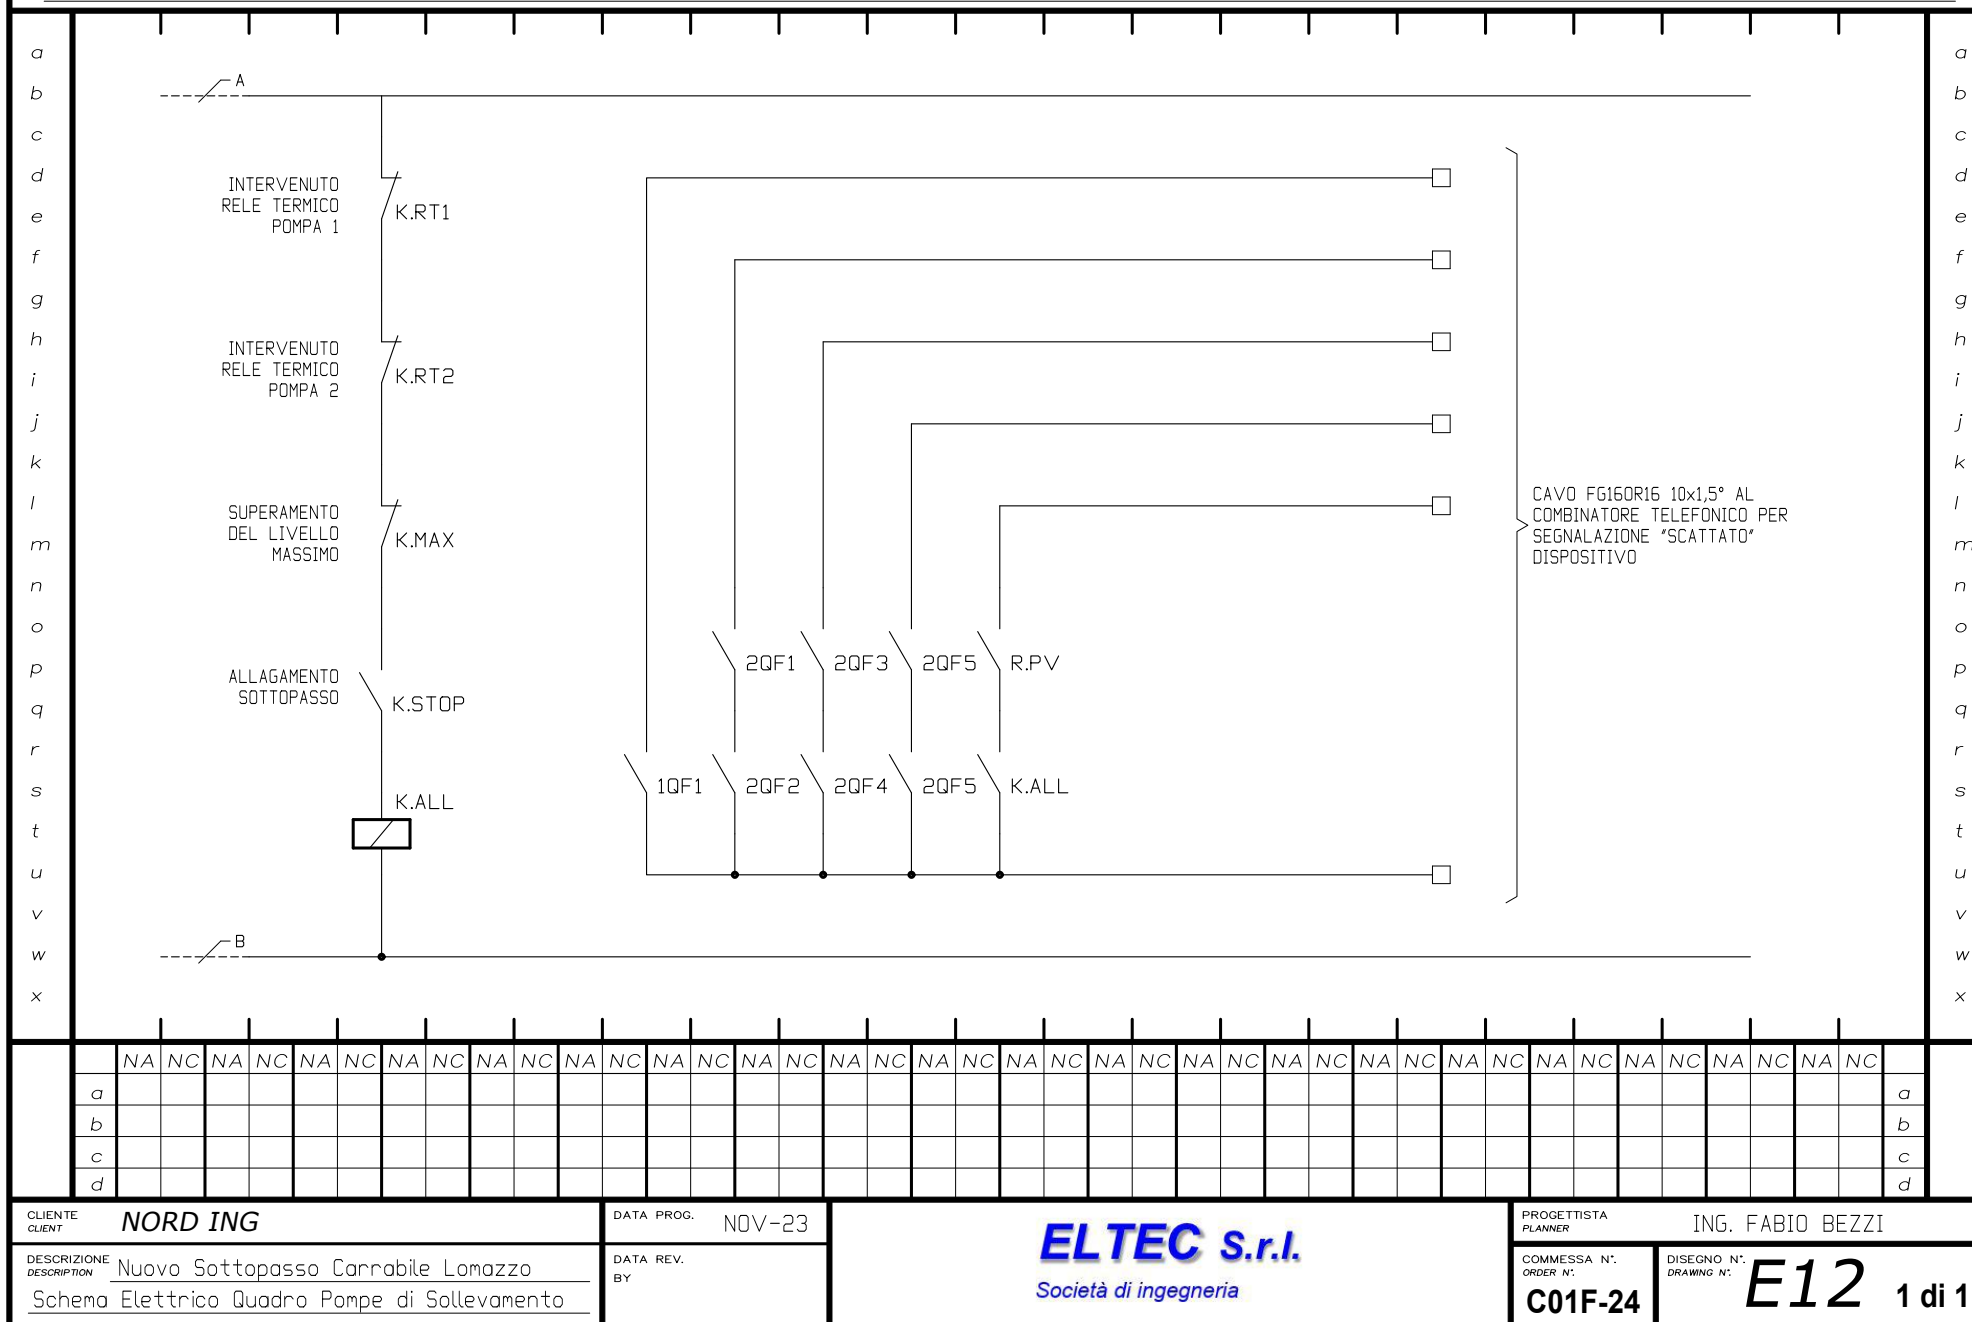 a a
A
b b
c c
d d
INTERVENUTO
RELE TERMICO
POMPA 1
K.RT1
e e
f f
g g
h h
INTERVENUTO
RELE TERMICO
POMPA 2
K.RT2
i i
j j
k k
l l
SUPERAMENTO
DEL LIVELLO
MASSIMO
K.MAX
CAVO FG16OR16 10x1,5° AL
COMBINATORE TELEFONICO PER
SEGNALAZIONE "SCATTATO"
DISPOSITIVO
m m
n n
o o
p p
2QF1 2QF3 2QF5 R.PV
ALLAGAMENTO
SOTTOPASSO
K.STOP
q q
r r
s s
1QF1 2QF2 2QF4 2QF5 K.ALL
K.ALL
t t
u u
v v
B
w w
x x
NA NC NA NC NA NC NA NC NA NC NA NC NA NC NA NC NA NC NA NC NA NC NA NC NA NC NA NC NA NC NA NC NA NC NA NC NA NC NA NC
a a
b b
c c
d d
CLIENTE
CLIENT
NORD ING
DESCRIZIONE
DESCRIPTION
Nuovo Sottopasso Carrabile Lomazzo
Schema Elettrico Quadro Pompe di Sollevamento
DATA PROG. NOV-23
DATA REV.
BY
ELTEC S.r.l.
Società di ingegneria
PROGETTISTA
PLANNER
ING. FABIO BEZZI
COMMESSA N°.
ORDER N°.
C01F-24
DISEGNO N°.
DRAWING N°.
E12 1 di 1